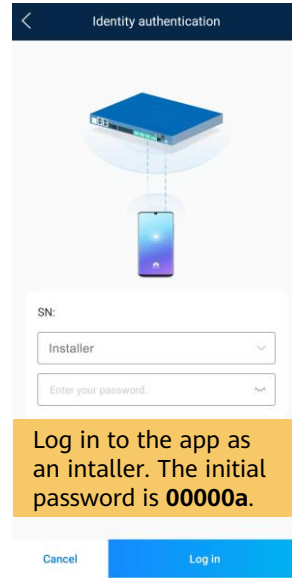 Identity authentication
SN:
Installer
Enter your password.
Log in to the app as
an intaller. The initial
password is 00000a.
Cancel
Log in